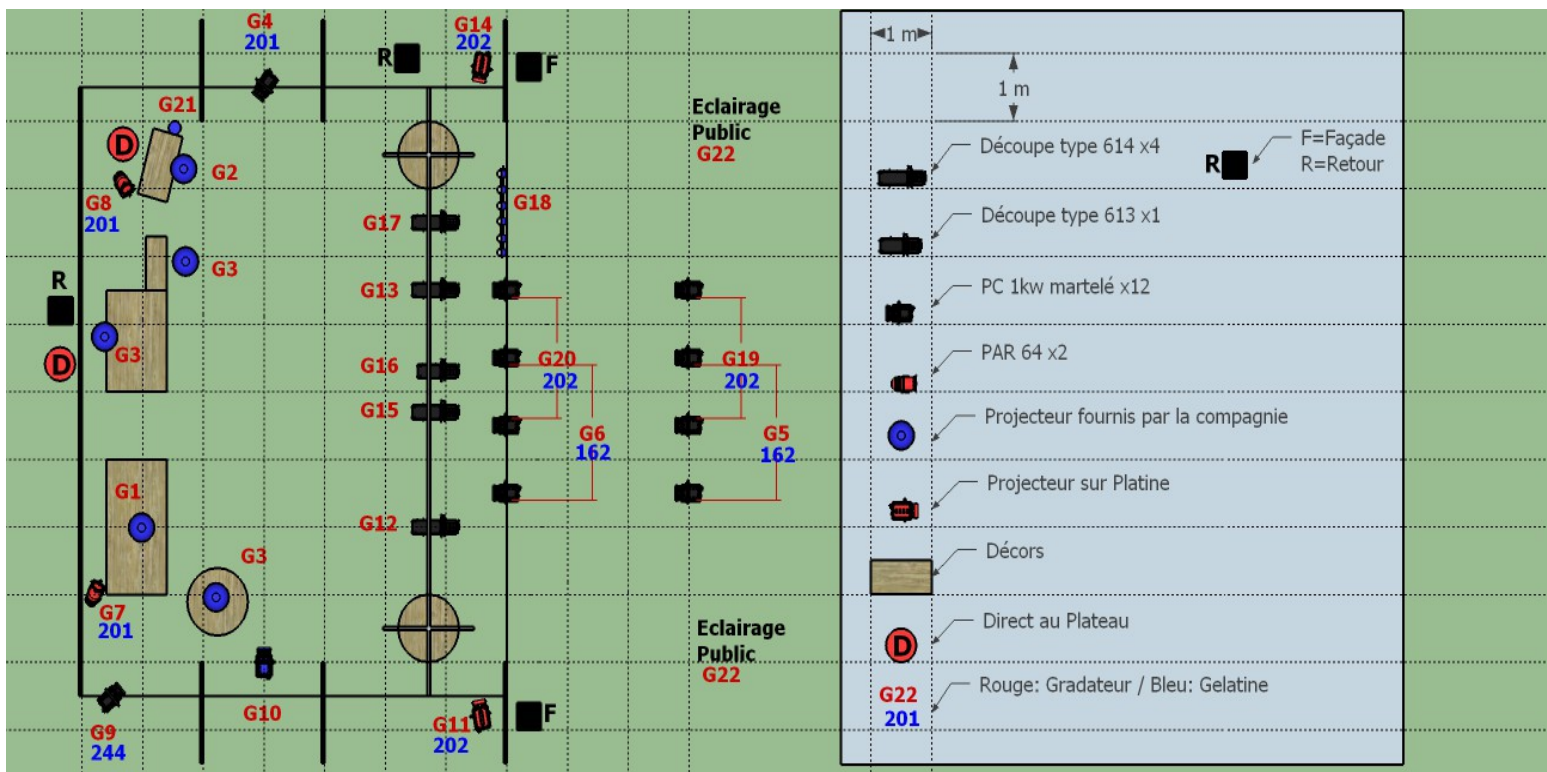 G4
201
G14
202
R
F
G21
D
G2
G8
201
G3
R
G3
D
G1
G3
G7
201
G9
244
G10
G11
202
F
G17
G18
G13
G16
G15
G12
G20
202
G6
162
G19
202
G5
162
Eclairage
Public
G22
Eclairage
Public
G22
1 m
1 m
Découpe type 614 x4
R
F=Façade
R=Retour
Découpe type 613 x1
PC 1kw martelé x12
PAR 64 x2
Projecteur fournis par la compagnie
Projecteur sur Platine
Décors
D
Direct au Plateau
G22
201
Rouge: Gradateur / Bleu: Gelatine